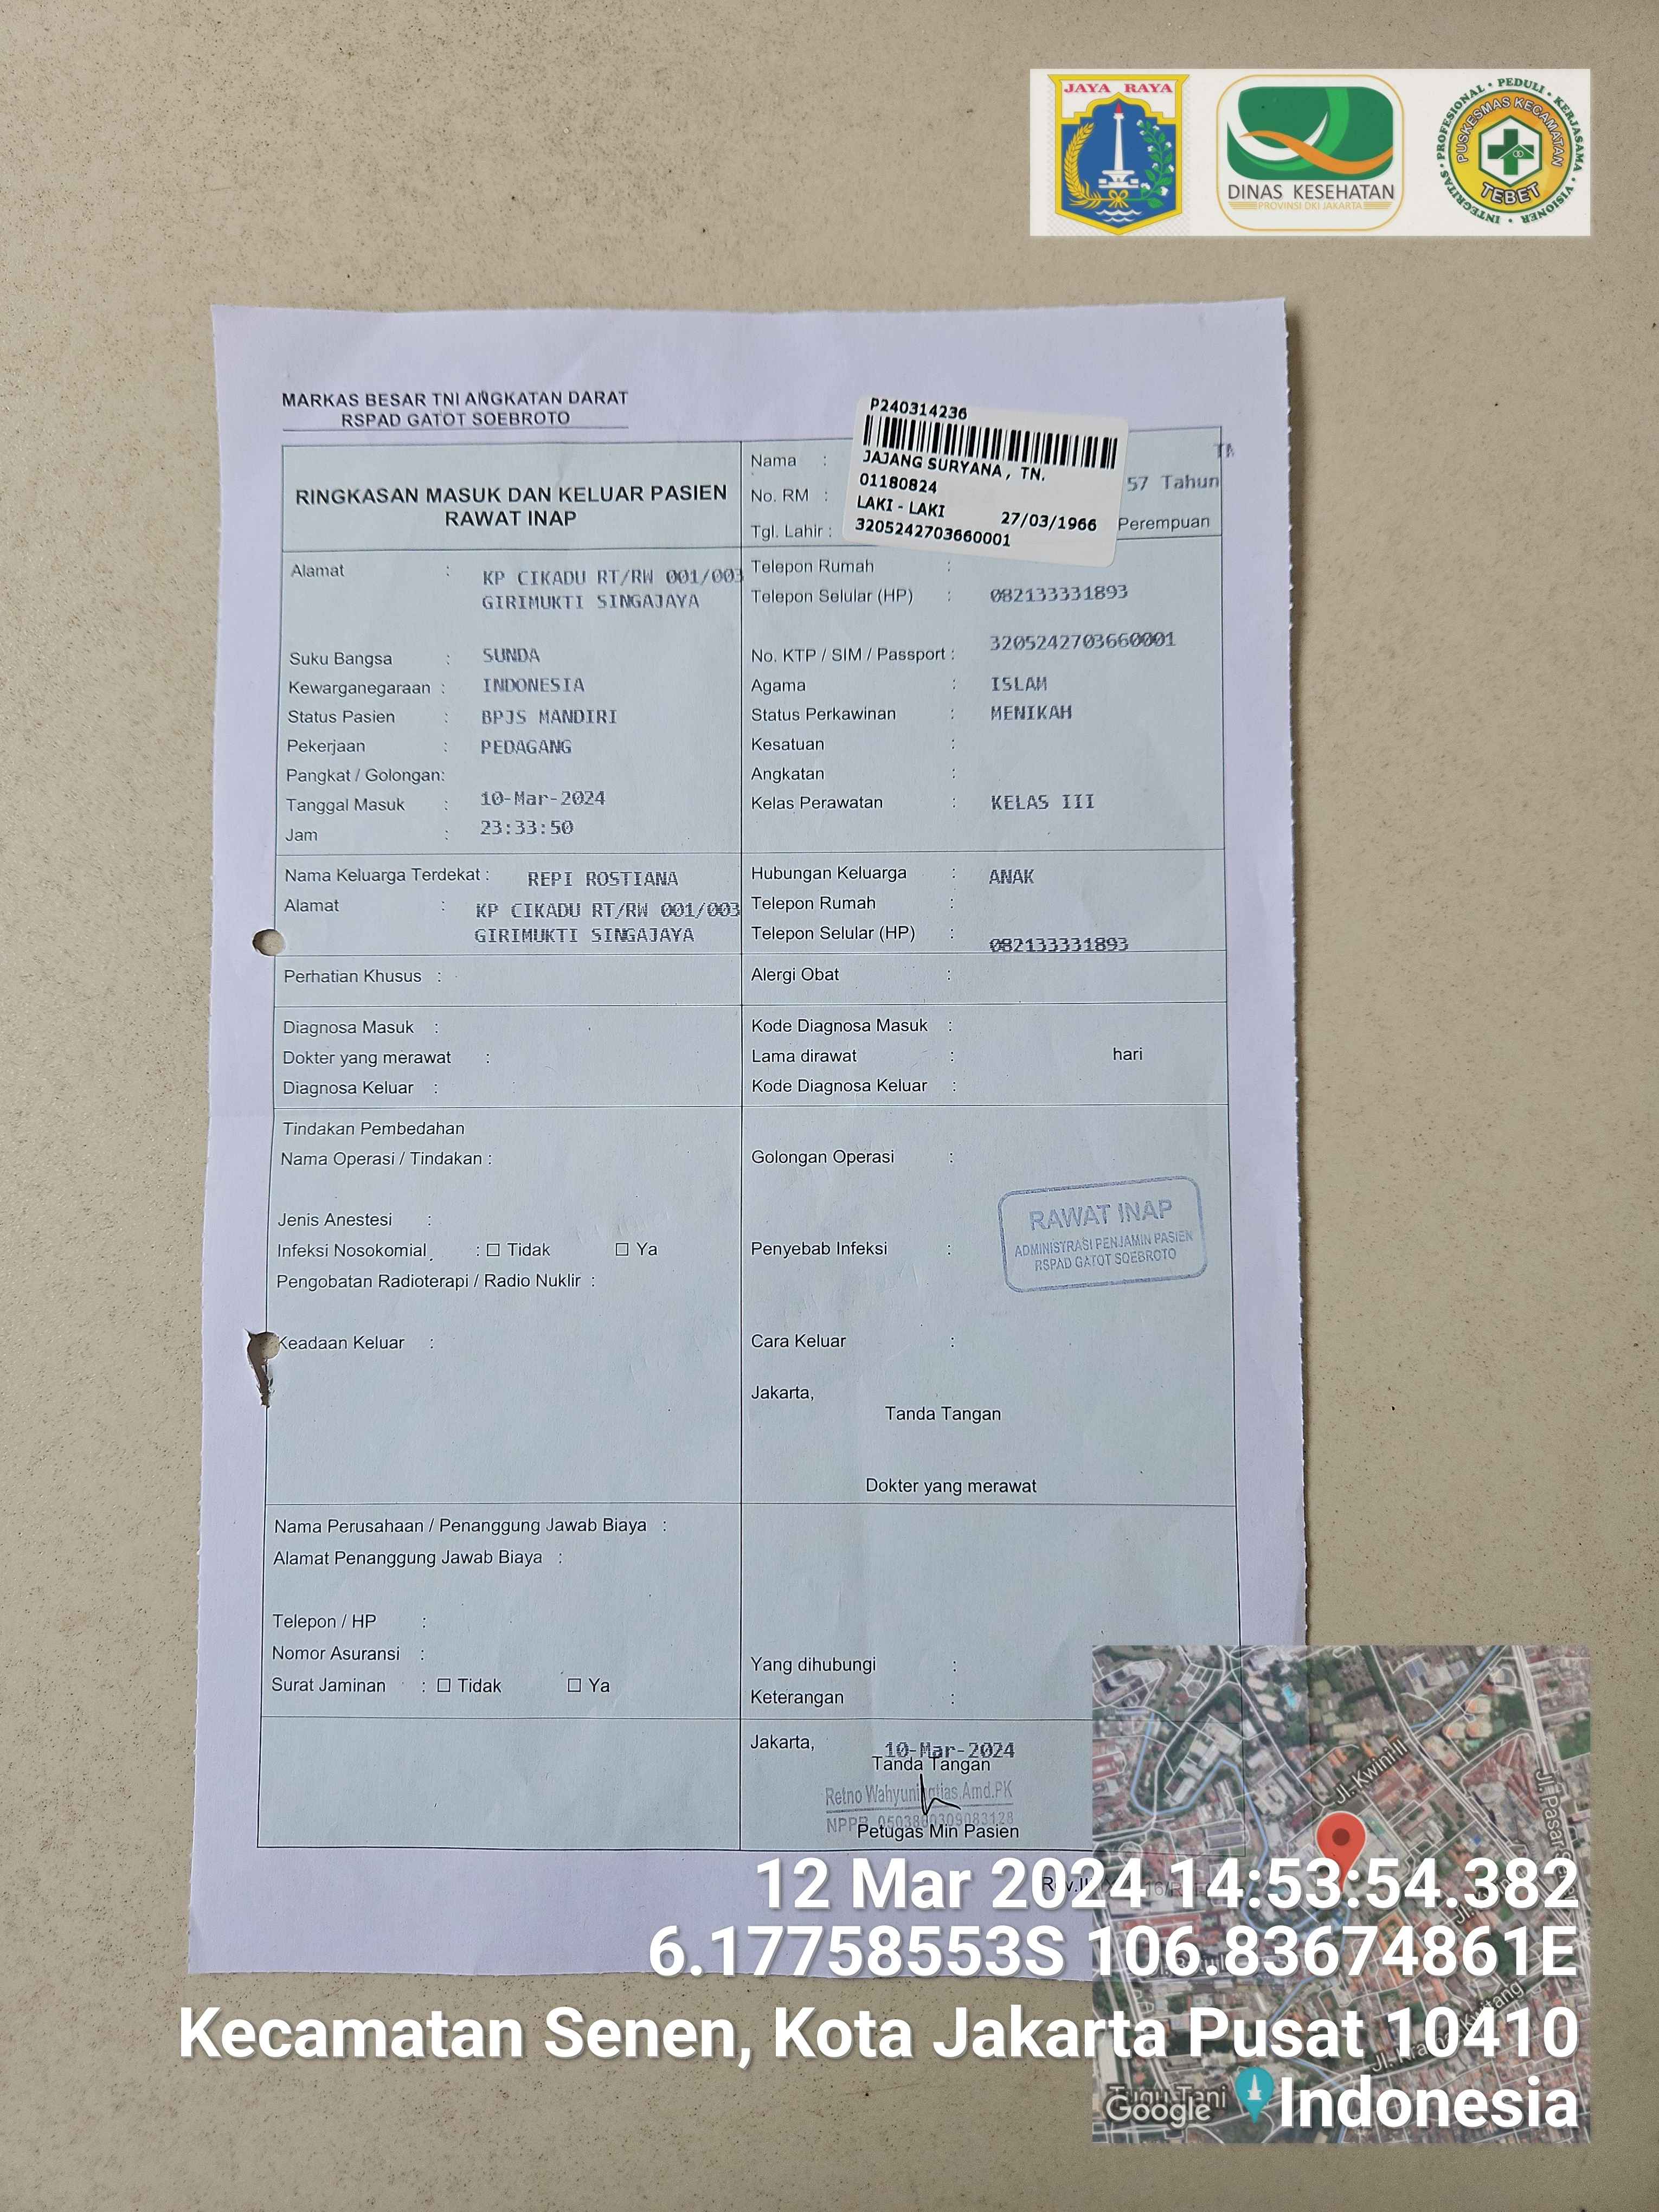 JAYA RAYA
DINAS KESEHATAN
PROVINSI DKI JAKARTA
PROFESIONAL • PEDULI • KERJASAMA • VISIONER • INTEGRITAS
PUSKESMAS KECAMATAN
TEBET
MARKAS BESAR TNI ANGKATAN DARAT
RSPAD GATOT SOEBROTO
RINGKASAN MASUK DAN KELUAR PASIEN
RAWAT INAP
Nama :
No. RM :
Tgl. Lahir :
P240314236
JAJANG SURYANA, TN.
01180824
LAKI - LAKI 27/03/1966
3205242703660001
57 Tahun
Perempuan
Alamat : KP CIKADU RT/RW 001/003
GIRIMUKTI SINGAJAYA
Telepon Rumah :
Telepon Selular (HP) : 082133331893
Suku Bangsa : SUNDA
No. KTP / SIM / Passport : 3205242703660001
Kewarganegaraan : INDONESIA
Agama : ISLAM
Status Pasien : BPJS MANDIRI
Status Perkawinan : MENIKAH
Pekerjaan : PEDAGANG
Kesatuan :
Pangkat / Golongan:
Angkatan :
Tanggal Masuk : 10-Mar-2024
Kelas Perawatan : KELAS III
Jam : 23:33:50
Nama Keluarga Terdekat : REPI ROSTIANA
Hubungan Keluarga : ANAK
Alamat : KP CIKADU RT/RW 001/003
GIRIMUKTI SINGAJAYA
Telepon Rumah :
Telepon Selular (HP) : 082133331893
Perhatian Khusus :
Alergi Obat :
Diagnosa Masuk :
Kode Diagnosa Masuk :
Dokter yang merawat :
Lama dirawat : hari
Diagnosa Keluar :
Kode Diagnosa Keluar :
Tindakan Pembedahan
Nama Operasi / Tindakan :
Golongan Operasi :
Jenis Anestesi :
Infeksi Nosokomial : ☐ Tidak ☐ Ya
Penyebab Infeksi :
RAWAT INAP
ADMINISTRASI PENJAMIN PASIEN
RSPAD GATOT SOEBROTO
Pengobatan Radioterapi / Radio Nuklir :
Keadaan Keluar :
Cara Keluar :
Jakarta,
Tanda Tangan
Dokter yang merawat
Nama Perusahaan / Penanggung Jawab Biaya :
Alamat Penanggung Jawab Biaya :
Telepon / HP :
Nomor Asuransi :
Surat Jaminan : ☐ Tidak ☐ Ya
Yang dihubungi :
Keterangan :
Jakarta, 10-Mar-2024
Tanda Tangan
Retno Wahyuningtias.Amd.PK
Petugas Min Pasien
Jl. Kwini II
Jl. Pasar
12 Mar 2024 14:53:54.382
6.17758553S 106.83674861E
Kecamatan Senen, Kota Jakarta Pusat 10410
Tugu Tani
Google
Indonesia